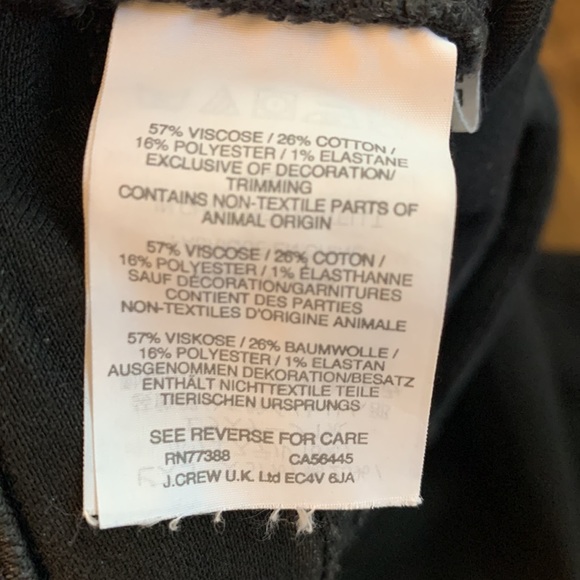 57% VISCOSE / 26% COTTON /
16% POLYESTER / 1% ELASTANE
EXCLUSIVE OF DECORATION/
TRIMMING
CONTAINS NON-TEXTILE PARTS OF
ANIMAL ORIGIN
57% VISCOSE / 26% COTON /
16% POLYESTER / 1% ÉLASTHANNE
SAUF DÉCORATION/GARNITURES
CONTIENT DES PARTIES
NON-TEXTILES D'ORIGINE ANIMALE
57% VISKOSE / 26% BAUMWOLLE /
16% POLYESTER / 1% ELASTAN
AUSGENOMMEN DEKORATION/BESATZ
ENTHÄLT NICHTTEXTILE TEILE
TIERISCHEN URSPRUNGS
SEE REVERSE FOR CARE
RN77388 CA56445
J.CREW U.K. Ltd EC4V 6JA